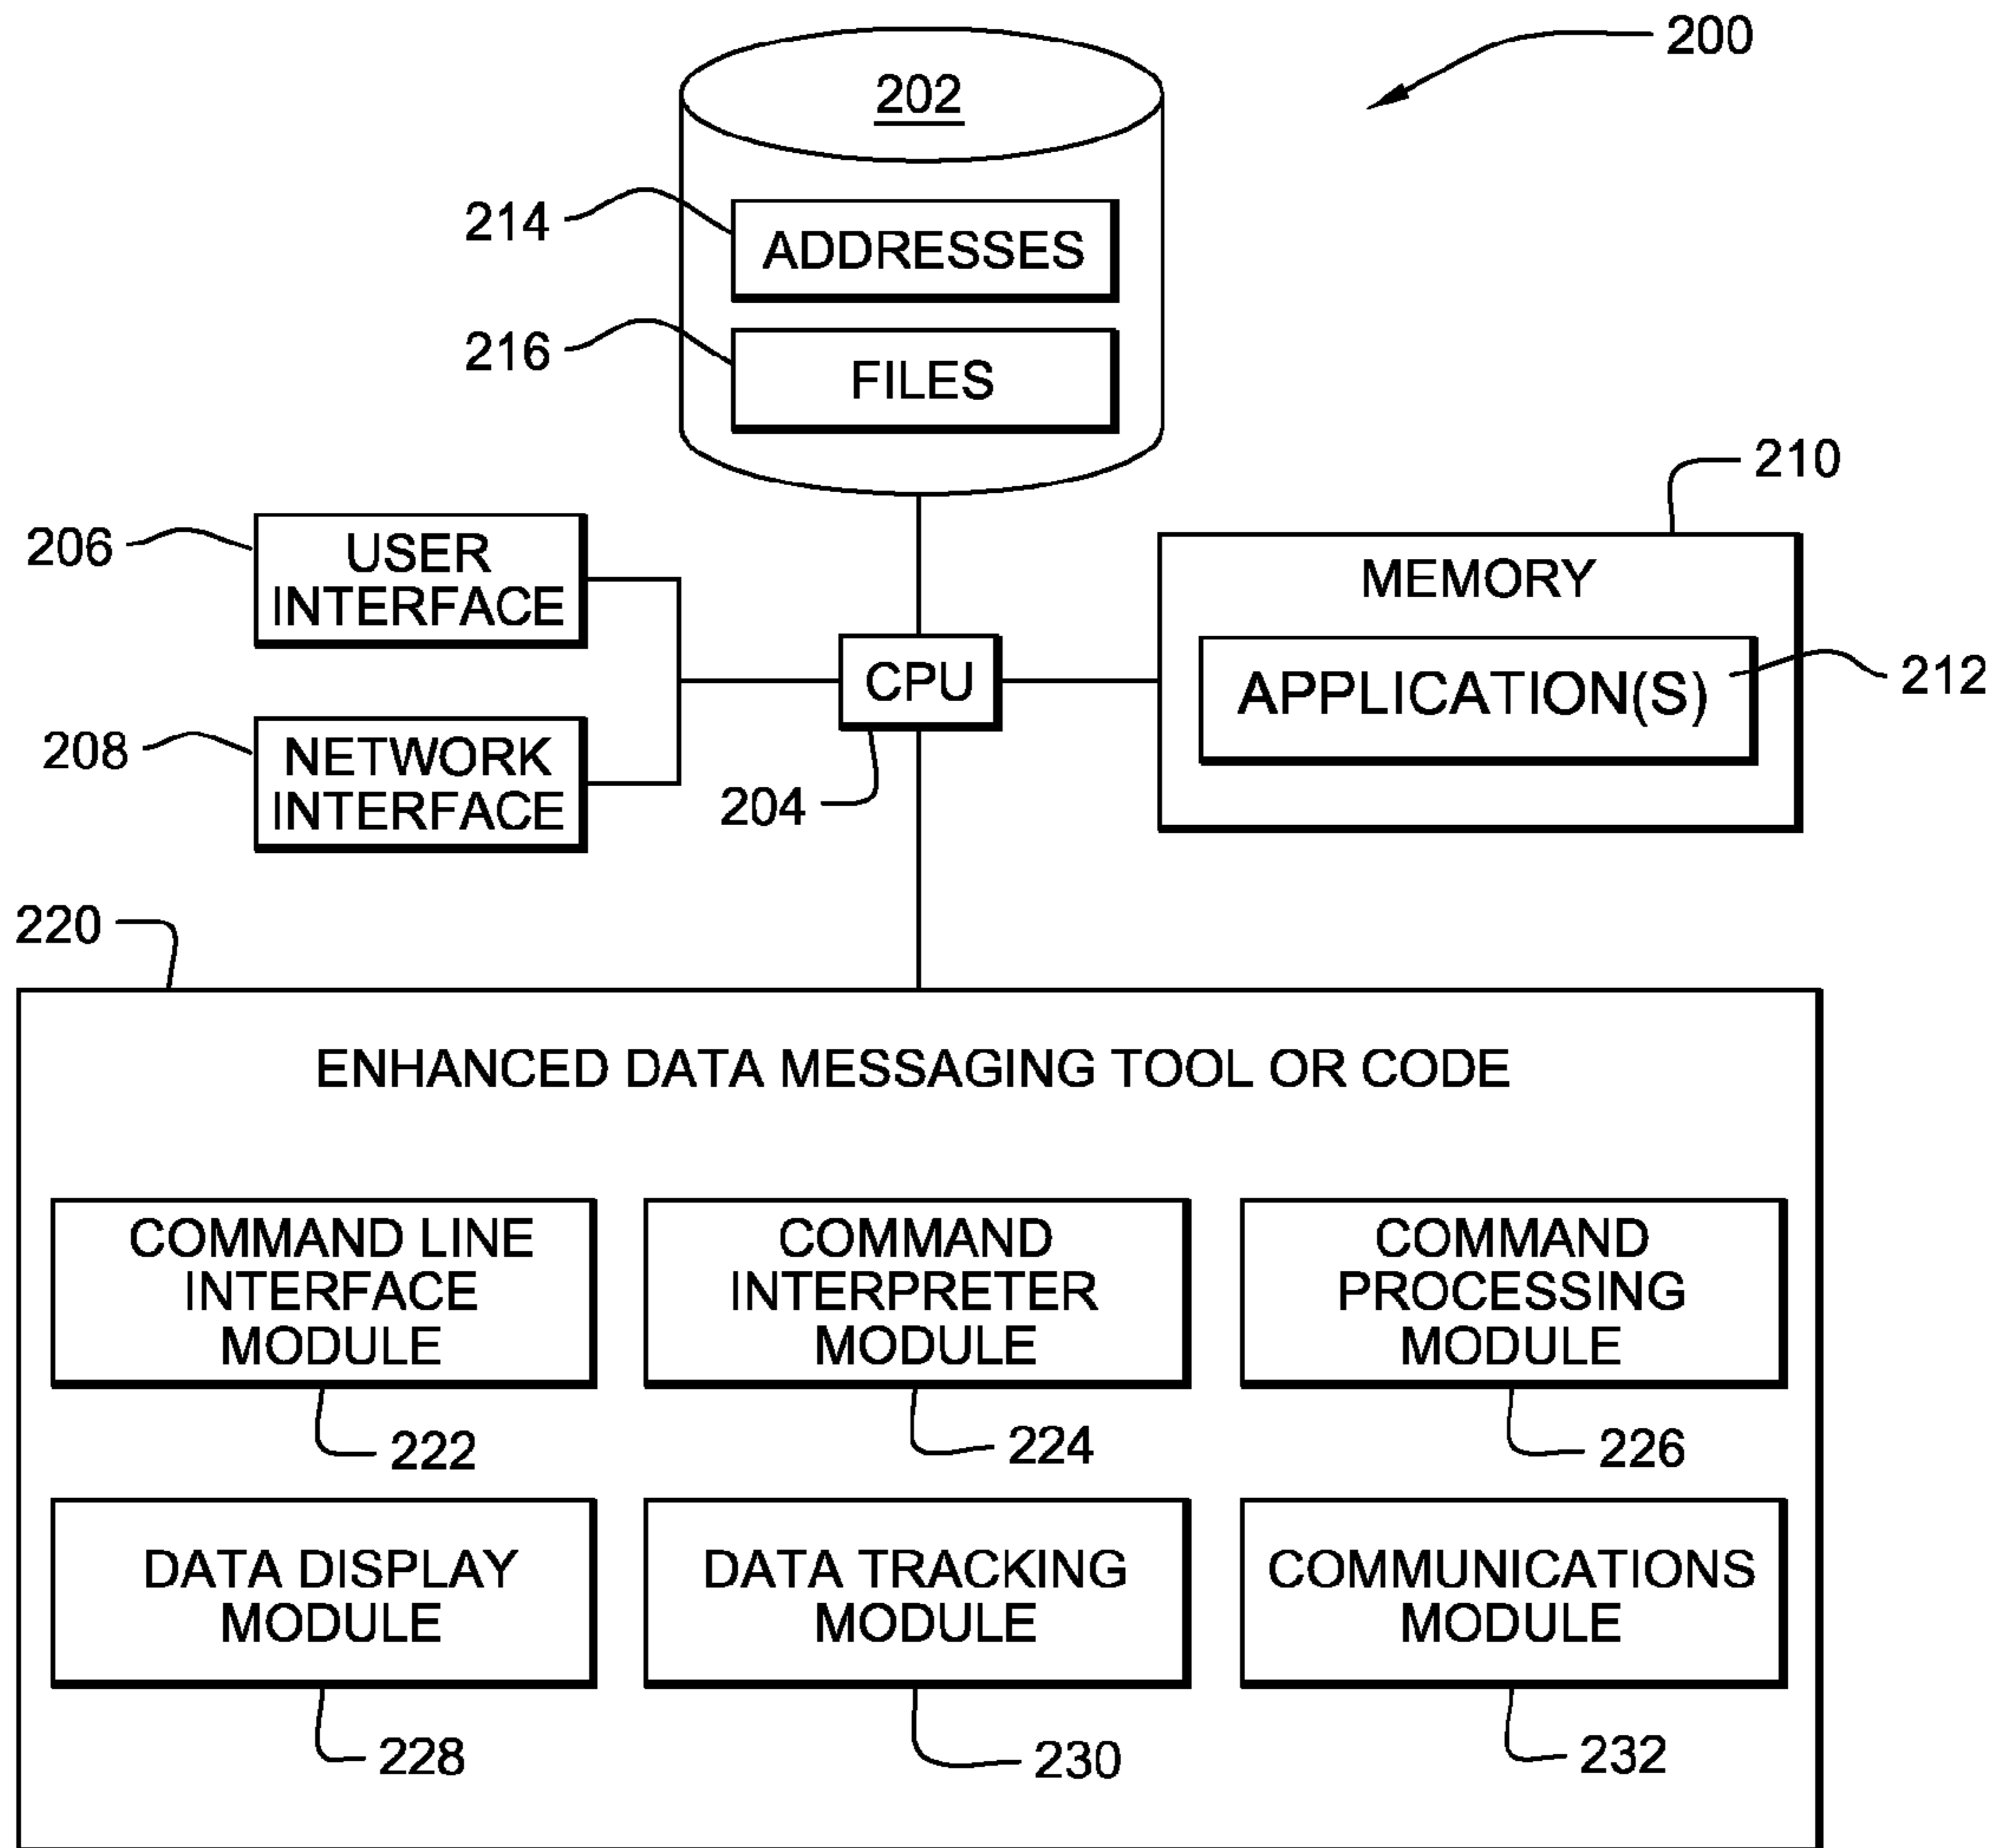 200
202
214
ADDRESSES
216
FILES
210
206
USER
INTERFACE
MEMORY
CPU
APPLICATION(S)
212
208
NETWORK
INTERFACE
204
220
ENHANCED DATA MESSAGING TOOL OR CODE
COMMAND LINE
INTERFACE
MODULE
222
COMMAND
INTERPRETER
MODULE
224
COMMAND
PROCESSING
MODULE
226
DATA DISPLAY
MODULE
228
DATA TRACKING
MODULE
230
COMMUNICATIONS
MODULE
232